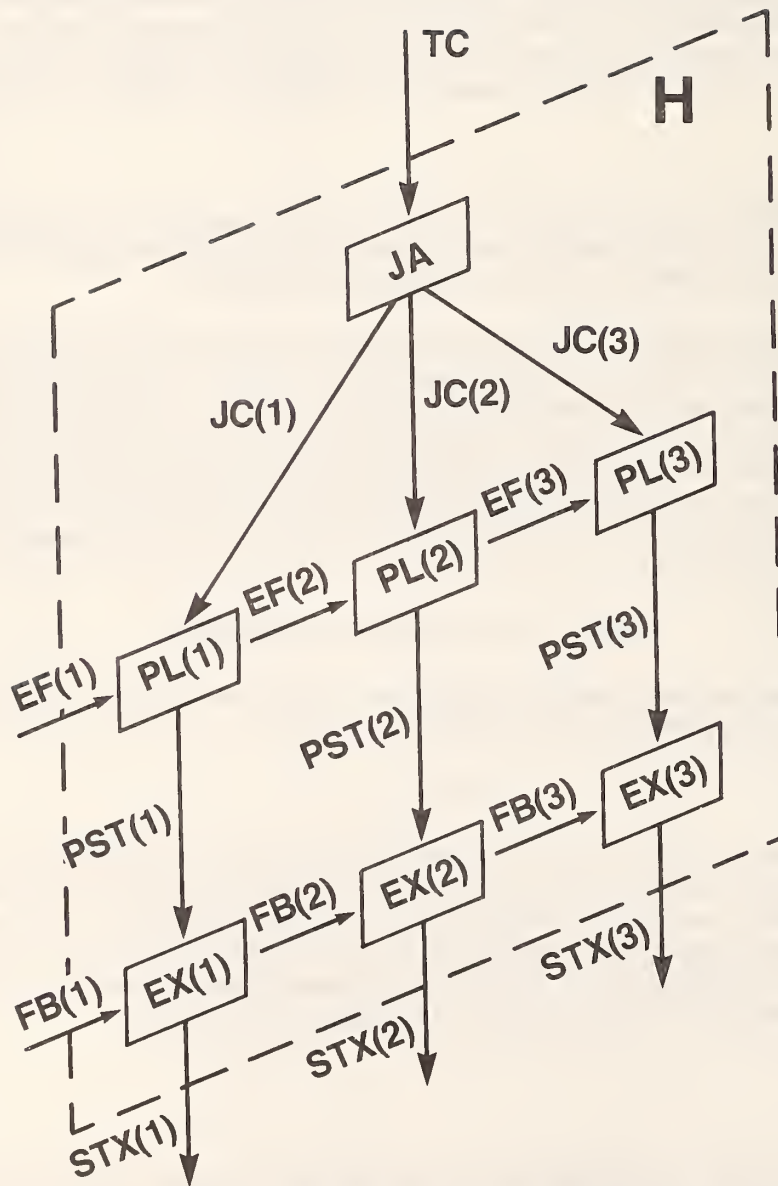 TC
H
JA
JC(3)
JC(1)
JC(2)
PL(3)
EF(3)
PL(2)
EF(2)
PL(1)
EF(1)
PST(3)
PST(2)
PST(1)
EX(3)
FB(3)
EX(2)
FB(2)
EX(1)
FB(1)
STX(3)
STX(2)
STX(1)